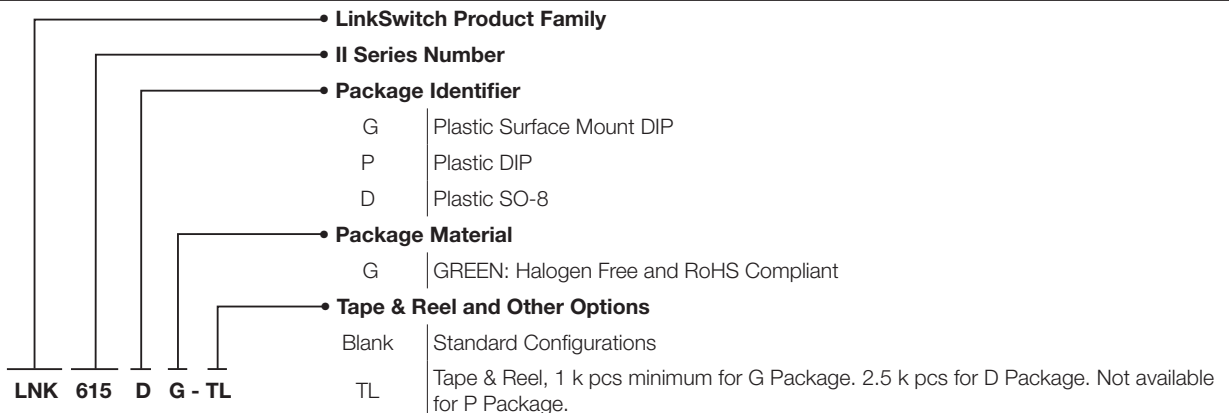 LinkSwitch Product Family
II Series Number
Package Identifier
G Plastic Surface Mount DIP
P Plastic DIP
D Plastic SO-8
Package Material
G GREEN: Halogen Free and RoHS Compliant
Tape & Reel and Other Options
Blank Standard Configurations
TL Tape & Reel, 1 k pcs minimum for G Package. 2.5 k pcs for D Package. Not available
for P Package.
LNK 615 D G - TL